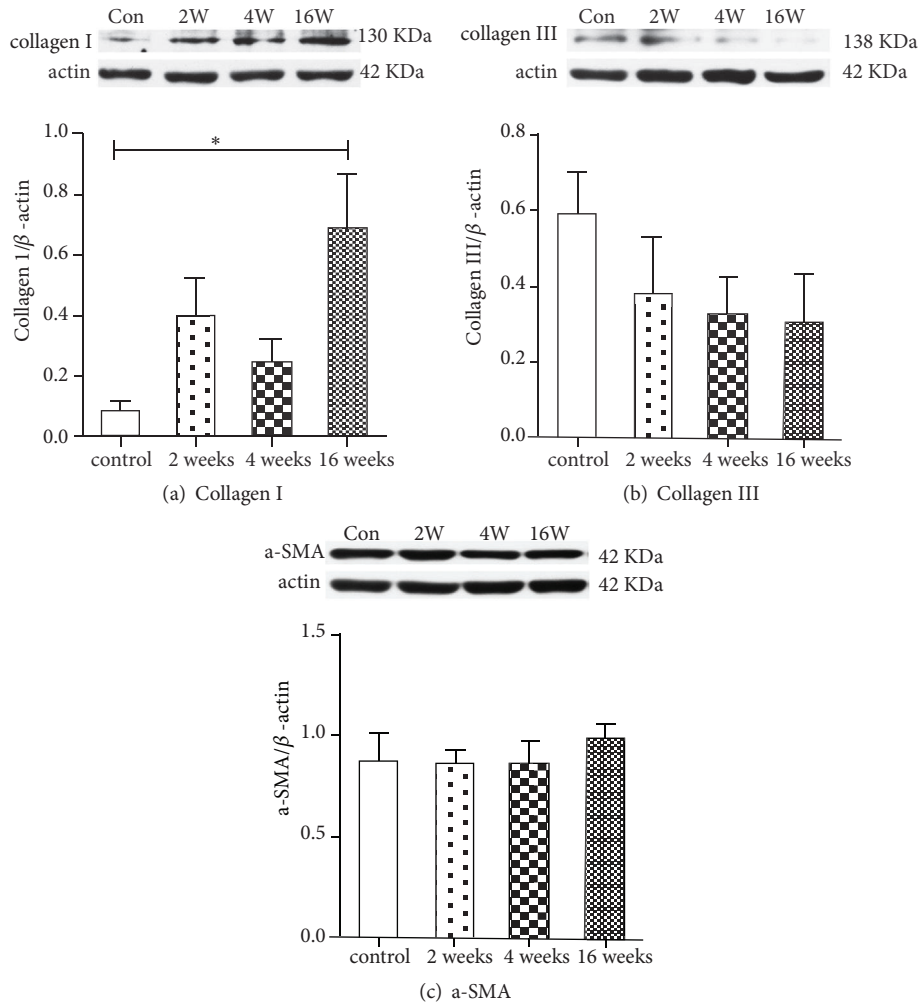 Con 2W 4W 16W
collagen I 130 KDa
actin 42 KDa
1.0
0.8
0.6
0.4
0.2
0.0
Collagen 1/β-actin
*
control 2 weeks 4 weeks 16 weeks
(a) Collagen I
Con 2W 4W 16W
collagen III 138 KDa
actin 42 KDa
0.8
0.6
0.4
0.2
0.0
Collagen III/β-actin
control 2 weeks 4 weeks 16 weeks
(b) Collagen III
Con 2W 4W 16W
a-SMA 42 KDa
actin 42 KDa
1.5
1.0
0.5
0.0
a-SMA/β-actin
control 2 weeks 4 weeks 16 weeks
(c) a-SMA